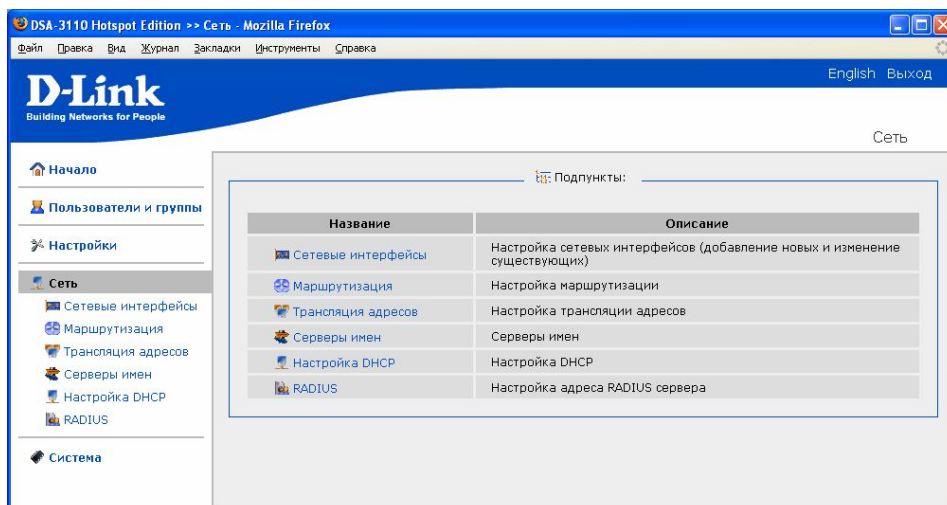 DSA-3110 Hotspot Edition >> Сеть - Mozilla Firefox
Файл Правка Вид Журнал Закладки Инструменты Справка
D-Link
Building Networks for People
English Выход
Сеть
Начало
Пользователи и группы
Настройки
Сеть
Сетевые интерфейсы
Маршрутизация
Трансляция адресов
Серверы имен
Настройка DHCP
RADIUS
Система
Подпункты:
Название Описание
Сетевые интерфейсы Настройка сетевых интерфейсов (добавление новых и изменение
существующих)
Маршрутизация Настройка маршрутизации
Трансляция адресов Настройка трансляции адресов
Серверы имен Серверы имен
Настройка DHCP Настройка DHCP
RADIUS Настройка адреса RADIUS сервера